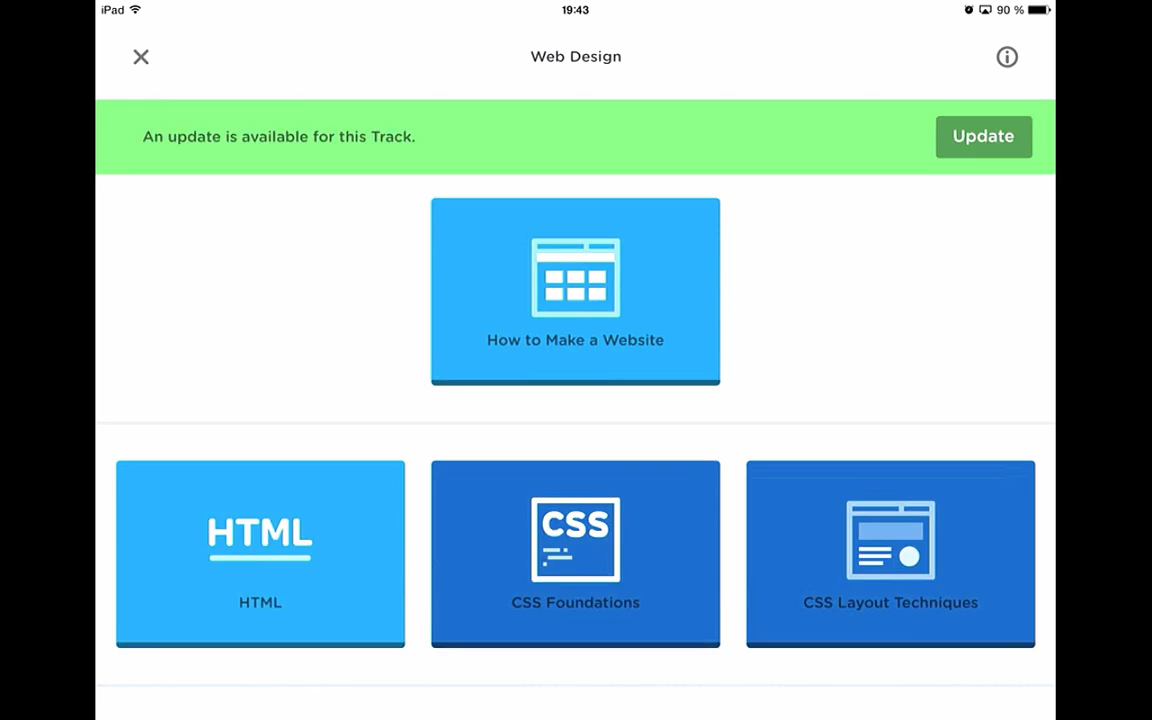 iPad 19:43 90 %
Web Design
An update is available for this Track. Update
How to Make a Website
HTML
CSS
HTML
CSS Foundations
CSS Layout Techniques